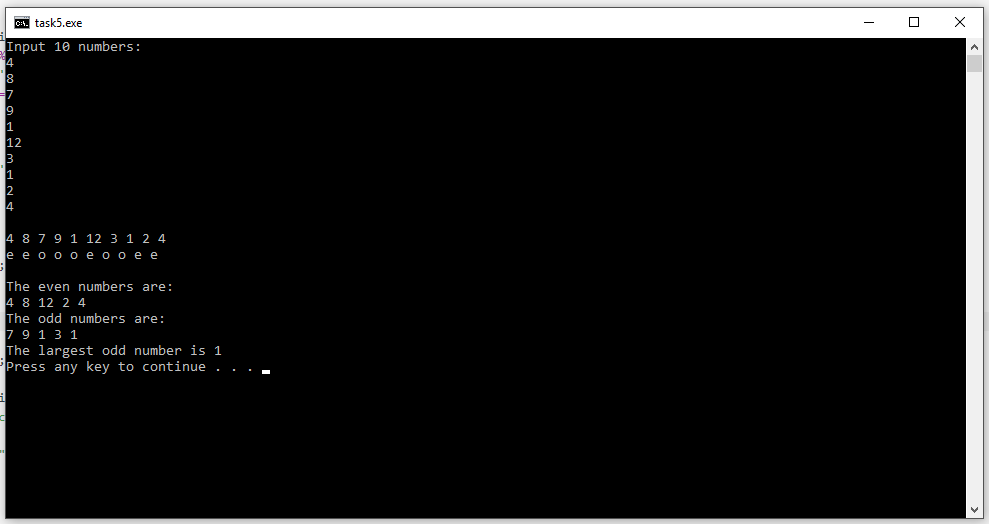 task5.exe
Input 10 numbers:
4
8
7
9
1
12
3
1
2
4
4 8 7 9 1 12 3 1 2 4
e e o o o e o o e e
The even numbers are:
4 8 12 2 4
The odd numbers are:
7 9 1 3 1
The largest odd number is 1
Press any key to continue . . .